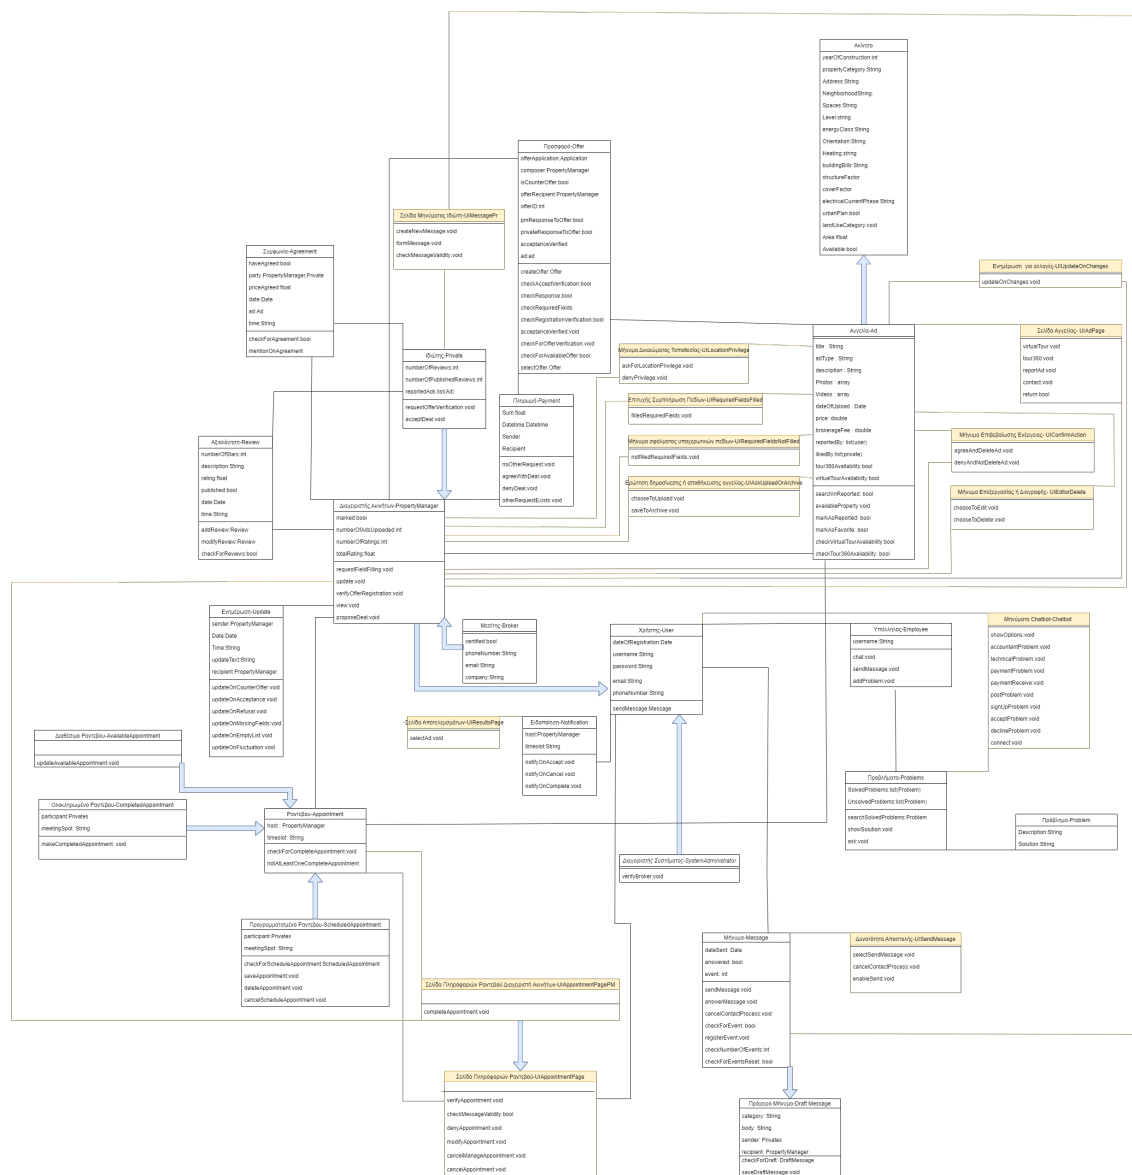 Ακίνητο
yearOfConstruction:int
propertyCategory:String
Address:String
NeighborhoodString:
Spaces:String
Level:string
energyClass:String
Orientation:String
Heating:string
buildingBills:String
structureFactor
coverFactor
electricalCurrentPhase:String
urbanPlan:bool
landUseCategory:void
Area:lfloat
Available:bool
Προσφορά-Offer
offerApplication:Application
composer:PropertyManager
isCounterOffer:bool
offerRecipient:PropertyManager
offerID:int
pmResponseToOffer:bool
privateResponseToOffer:bool
acceptanceVerified
ad:ad
createOffer:Offer
checkAcceptVerification:bool
checkResponse:bool
checkRequiredFields:
checkRegistrationVerification:bool
acceptanceVerified:void
checkForOfferVerification:void
checkForAvailableOffer:bool
selectOffer:Offer
Σελίδα Μηνύματος Ιδιώτη-UIMessagePr
createNewMessage:void
formMessage:void
checkMessageValidity:void
Συμφωνία-Agreement
haveAgreed:bool
party:PropertyManager,Private
priceAgreed:float
date:Date
ad:Ad
time:String
checkForAgreement:bool
mentionOnAgreement
Ενημέρωση για αλλαγές-UIUpdateOnChanges
updateOnChanges:void
Αγγελία-Ad
title : String
adType : String
description : String
Photos : array
Videos : array
dateOfUpload : Date
price: double
brokerageFee : double
reportedBy: list(user)
likedBy:list(private)
tour360Availability:bool
virtualTourAvailability:bool
searchInReported: bool
availableProperty:void
markAsReported: bool
markAsFavorite: bool
checkVirtualTourAvailability: bool
checkTour360Availability: bool
Σελίδα Αγγελίας- UIAdPage
virtualTour:void
tour360:void
reportAd:void
contact:void
return:bool
Ιδιώτης-Private
numberOfReviews:int
numberOfPublishedReviews:int
reportedAds:list(Ad)
requestOfferVerification:void
acceptDeal:void
Μήνυμα Δικαιώματος Τοποθεσίας-UILocationPrivilege
askForLocationPrivilege:void
denyPrivilege:void
Πληρωμή-Payment
Sum:float
Datetime:Datetime
Sender
Recipient
noOtherRequest:void
agreeWithDeal:void
denyDeal:void
otherRequestExists:void
Επιτυχής Συμπλήρωση Πεδίων-UIRequiredFieldsFilled
filledRequiredFields:void
Μήνυμα σφάλματος υποχρεωτικών πεδίων-UIRequiredFieldsNotFilled
notfilledRequiredFields:void
Ερώτηση δημοσίευσης ή αποθήκευσης αγγελίας-UIAskUploadOrArchive
chooseToUpload:void
saveToArchive:void
Μήνυμα Επιβεβαίωσης Ενέργειας- UIConfirmAction
agreeAndDeleteAd:void
denyAndNotDeleteAd:void
Μήνυμα Επεξεργασίας ή Διαγραφής- UIEditorDelete
chooseToEdit:void
chooseToDelete:void
Αξιολόγηση-Review
numberOfStars:int
description:String
rating:float
published:bool
date:Date
time:String
addReview:Review
modifyReview:Review
checkForReviews:bool
Διαχειριστής Ακινήτων-PropertyManager
marked:bool
numberOfAdsUploaded:int
numberOfRatings:int
totalRating:float
requestFieldFilling:void
update:void
verifyOfferRegistration:void
view:void
proposeDeal:void
Ενημέρωση-Update
sender:PropertyManager
Date:Date
Time:String
updateText:String
recipient:PropertyManager
updateOnCounterOffer:void
updateOnAcceptance:void
updateOnRefusal:void
updateOnMissingFields:void
updateOnEmptyList:void
updateOnFluctuation:void
Μεσίτης-Broker
certified:bool
phoneNumber:String
email:String
company:String
Χρήστης-User
dateOfRegistration:Date
username:String
password:String
email:String
phoneNumber:String
sendMessage:Message
Υπάλληλος-Employee
username:String
chat:void
sendMessage:void
addProblem:void
Μηνύματα Chatbot-Chatbot
showOptions:void
accountantProblem:void
technicalProblem:void
paymentProblem:void
paymentReceive:void
postProblem:void
signUpProblem:void
acceptProblem:void
declineProblem:void
connect:void
Σελίδα Αποτελεσμάτων-UIResultsPage
selectAd:void
Ειδοποίηση-Notification
host:PropertyManager
timeslot:String
notifyOnAccept:void
notifyOnCancel:void
notifyOnComplete:void
Διαθέσιμο Ραντεβου-AvailableAppointment
updateAvailableAppointment:void
Ολοκληρωμένο Ραντεβου-CompletedAppointment
participant:Privates
meetingSpot: String
makeCompletedAppointment: void
Ραντεβου-Appointment
host : PropertyManager
timeslot: String
checkForCompleteAppointment:void
notAtLeastOneCompleteAppointment
Προβλήματα-Problems
SolvedProblems:list(Problem)
UnsolvedProblems:list(Problem)
searchSolvedProblems:Problem
showSolution:void
ask:void
Πρόβλημα-Problem
Description:String
Solution:String
Διαχειριστής Συστήματος-SystemAdministrator
verifyBroker:void
Προγραμματισμένο Ραντεβου-ScheduledAppointment
participant:Privates
meetingSpot: String
checkForScheduleAppointment:ScheduledAppointment
saveAppointment:void
deleteAppointment:void
cancelScheduleAppointment:void
Μήνυμα-Message
dateSent: Date
answered: bool
event: int
sendMessage:void
answerMessage:void
cancelContactProcess:void
checkForEvent: bool
registerEvent:void
checkNumberOfEvents:int
checkForEventsReset: bool
Δυνατότητα Αποστολής-UISendMessage
selectSendMessage:void
cancelContactProcess:void
enableSend:void
Σελίδα Πληροφοριών Ραντεβού Διαχειριστή Ακινήτων-UIAppointmentPagePM
completeAppointment:void
Σελίδα Πληροφοριών Ραντεβού-UIAppointmentPage
verifyAppointment:void
checkMessageValidity:bool
denyAppointment:void
modifyAppointment:void
cancelManageAppointment:void
cancelAppointment:void
Πρόχειρο Μήνυμα-Draft Message
category: String
body: String
sender: Privates
recipient: PropertyManager
checkForDraft: DraftMessage
saveDraftMessage:void